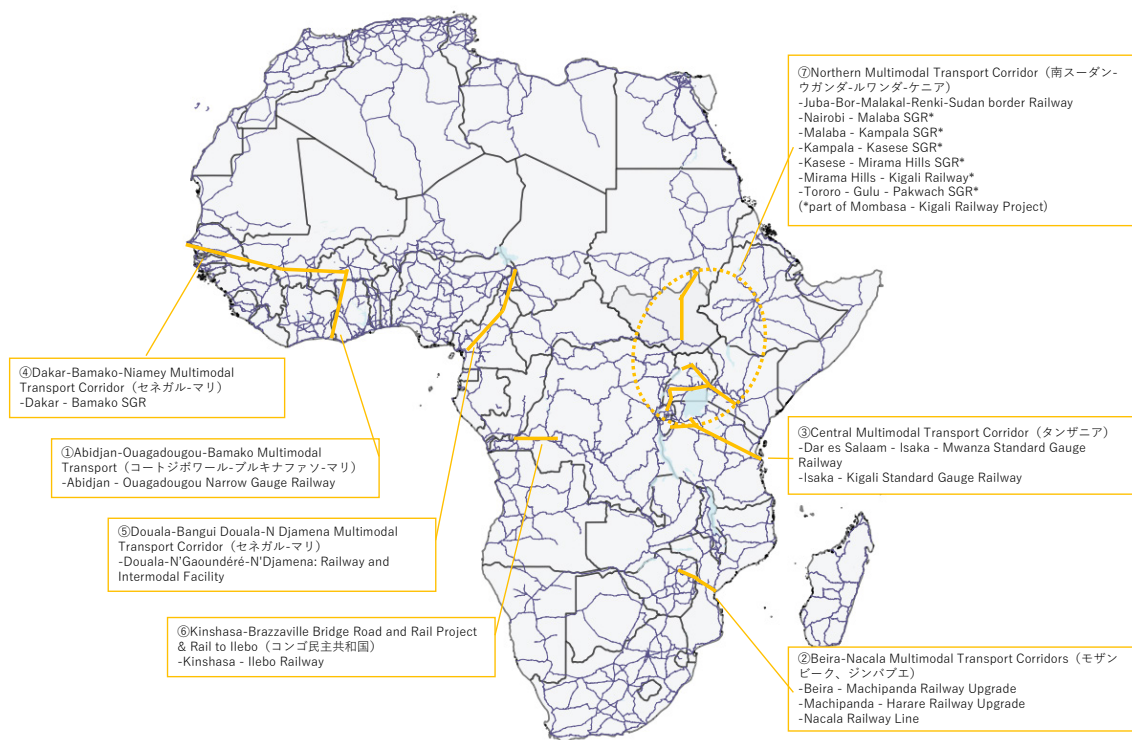 ⑦Northern Multimodal Transport Corridor（南スーダン-
ウガンダ-ルワンダ-ケニア）
-Juba-Bor-Malakal-Renki-Sudan border Railway
-Nairobi - Malaba SGR*
-Malaba - Kampala SGR*
-Kampala - Kasese SGR*
-Kasese - Mirama Hills SGR*
-Mirama Hills - Kigali Railway*
-Tororo - Gulu - Pakwach SGR*
(*part of Mombasa - Kigali Railway Project)
④Dakar-Bamako-Niamey Multimodal
Transport Corridor（セネガル-マリ）
-Dakar - Bamako SGR
①Abidjan-Ouagadougou-Bamako Multimodal
Transport（コートジボワール-ブルキナファソ-マリ）
-Abidjan - Ouagadougou Narrow Gauge Railway
③Central Multimodal Transport Corridor（タンザニア）
-Dar es Salaam - Isaka - Mwanza Standard Gauge
Railway
-Isaka - Kigali Standard Gauge Railway
⑤Douala-Bangui Douala-N Djamena Multimodal
Transport Corridor（セネガル-マリ）
-Douala-N'Gaoundéré-N'Djamena: Railway and
Intermodal Facility
⑥Kinshasa-Brazzaville Bridge Road and Rail Project
& Rail to Ilebo（コンゴ民主共和国）
-Kinshasa - Ilebo Railway
②Beira-Nacala Multimodal Transport Corridors（モザン
ビーク、ジンバブエ）
-Beira - Machipanda Railway Upgrade
-Machipanda - Harare Railway Upgrade
-Nacala Railway Line